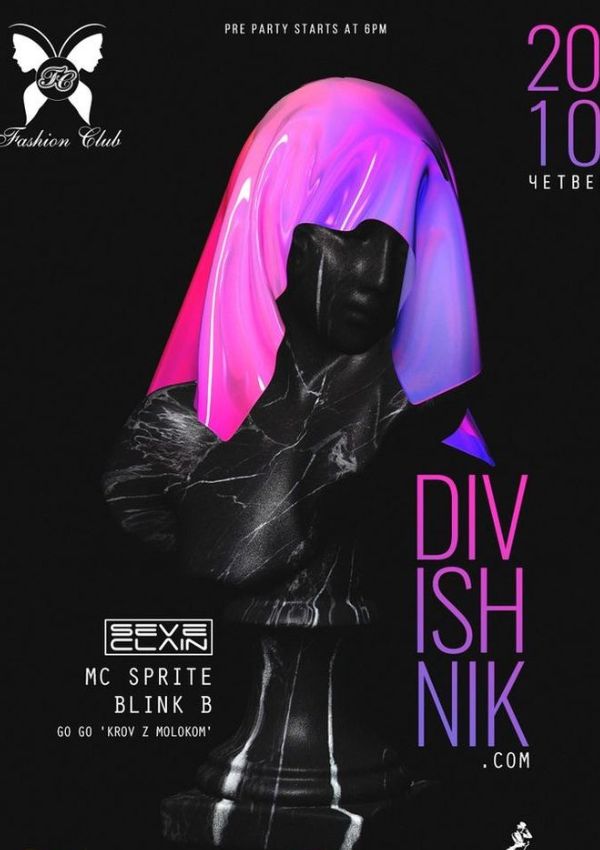 PRE PARTY STARTS AT 6PM
FC
Fashion Club
20
10
ЧЕТВЕ
DIV
ISH
NIK
.COM
SEVE
CLAIN
MC SPRITE
BLINK B
GO GO 'KROV Z MOLOKOM'